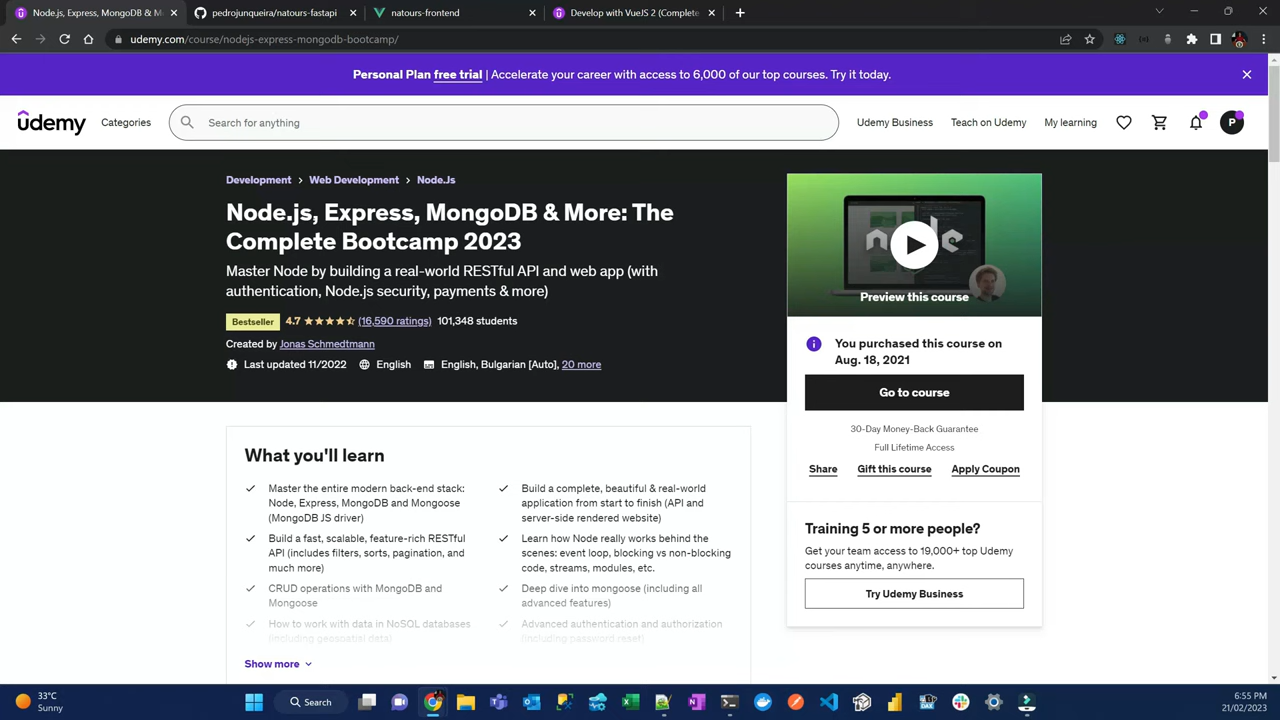 Node.js, Express, MongoDB & M
pedrojunqueira/natours-fastapi
natours-frontend
Develop with VueJS 2 (Complete
udemy.com/course/nodejs-express-mongodb-bootcamp/
Personal Plan free trial | Accelerate your career with access to 6,000 of our top courses. Try it today.
udemy
Categories
Search for anything
Udemy Business
Teach on Udemy
My learning
P
Development > Web Development > Node.Js
Node.js, Express, MongoDB & More: The
Complete Bootcamp 2023
Master Node by building a real-world RESTful API and web app (with
authentication, Node.js security, payments & more)
Bestseller 4.7 (16,590 ratings) 101,348 students
Created by Jonas Schmedtmann
Last updated 11/2022 English English, Bulgarian [Auto], 20 more
Preview this course
You purchased this course on
Aug. 18, 2021
Go to course
30-Day Money-Back Guarantee
Full Lifetime Access
Share Gift this course Apply Coupon
Training 5 or more people?
Get your team access to 19,000+ top Udemy
courses anytime, anywhere.
Try Udemy Business
What you'll learn
Master the entire modern back-end stack:
Node, Express, MongoDB and Mongoose
(MongoDB JS driver)
Build a fast, scalable, feature-rich RESTful
API (includes filters, sorts, pagination, and
much more)
CRUD operations with MongoDB and
Mongoose
How to work with data in NoSQL databases
(including geospatial data)
Build a complete, beautiful & real-world
application from start to finish (API and
server-side rendered website)
Learn how Node really works behind the
scenes: event loop, blocking vs non-blocking
code, streams, modules, etc.
Deep dive into mongoose (including all
advanced features)
Advanced authentication and authorization
(including password reset)
Show more
33°C
Sunny
Search
6:55 PM
21/02/2023